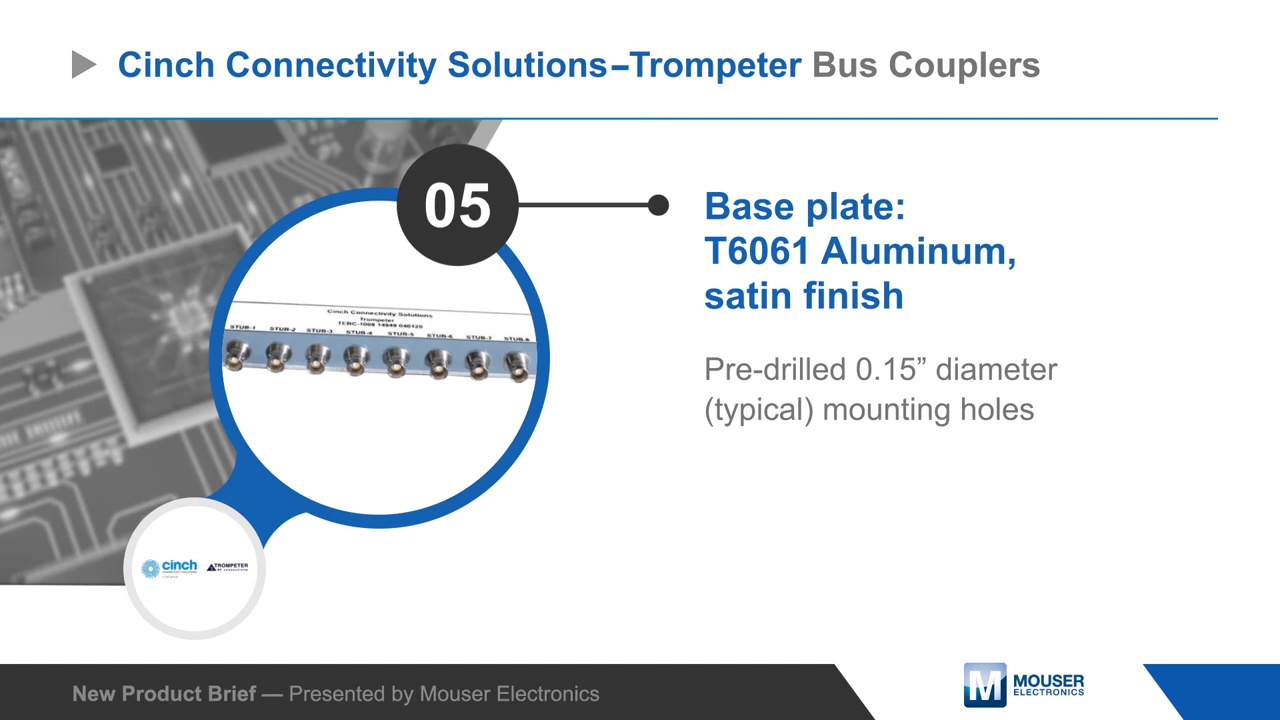 Cinch Connectivity Solutions–Trompeter Bus Couplers
05
Base plate:
T6061 Aluminum,
satin finish
Pre-drilled 0.15” diameter
(typical) mounting holes
Cinch Connectivity Solutions
Trompeter
STUB-1 STUB-2 STUB-3 STUB-4 STUB-5 STUB-6 STUB-7 STUB-8
cinch
TROMPETER
New Product Brief — Presented by Mouser Electronics
M MOUSER
ELECTRONICS